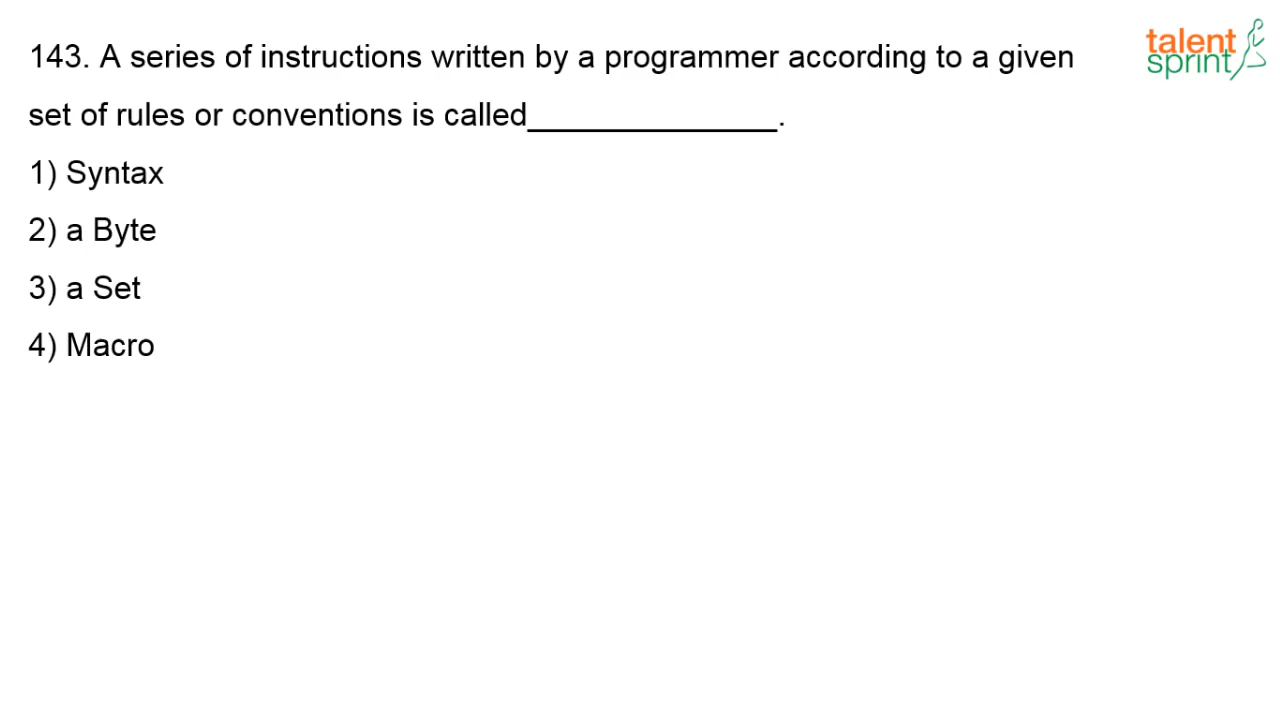 143. A series of instructions written by a programmer according to a given
set of rules or conventions is called______________.
1) Syntax
2) a Byte
3) a Set
4) Macro
talent
sprint